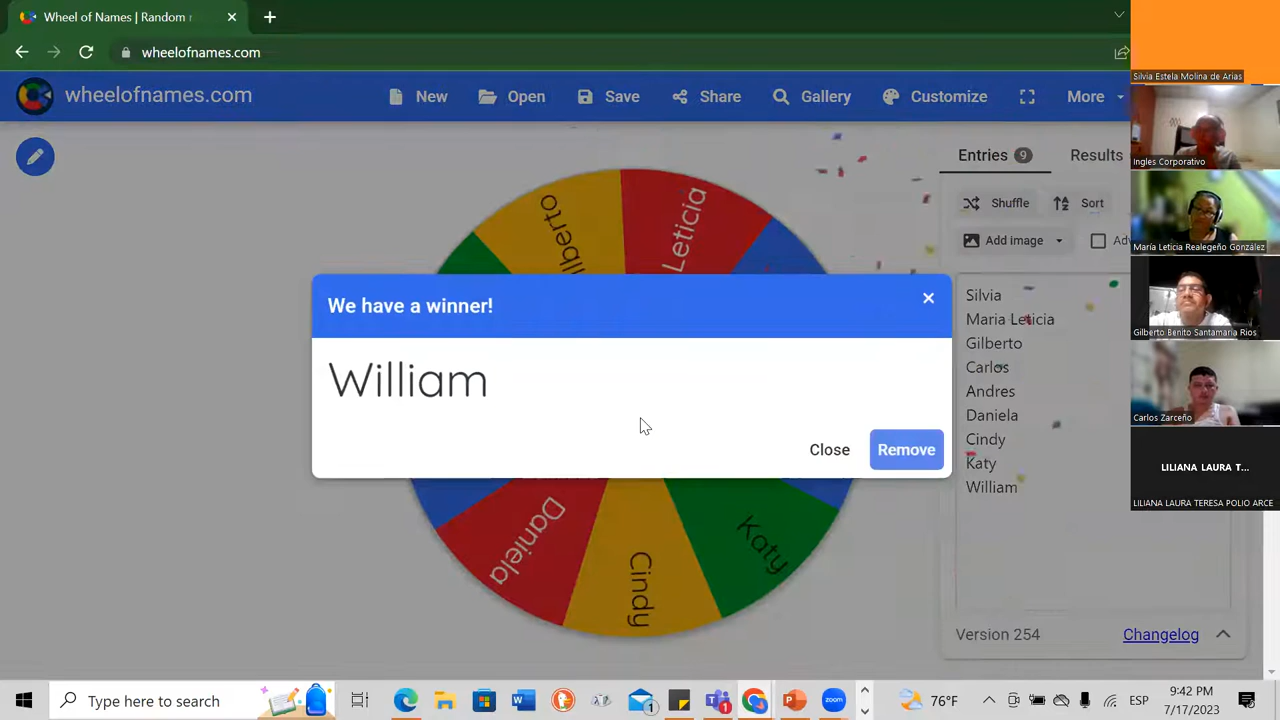 Wheel of Names | Random
wheelofnames.com
wheelofnames.com
New
Open
Save
Share
Gallery
Customize
More
Entries 9
Results
Shuffle
Sort
Add image
Silvia
Maria Leticia
Gilberto
Carlos
Andres
Daniela
Cindy
Katy
William
Version 254
Changelog
Leticia
Katy
Cindy
Daniela
We have a winner!
William
Close
Remove
Silvia Estela Molina de Arias
Ingles Corporativo
María Leticia Realegeño González
Gilberto Benito Santamaria Rios
Carlos Zarceño
LILIANA LAURA T...
LILIANA LAURA TERESA POLIO ARCE
Type here to search
76°F
ESP
9:42 PM
7/17/2023